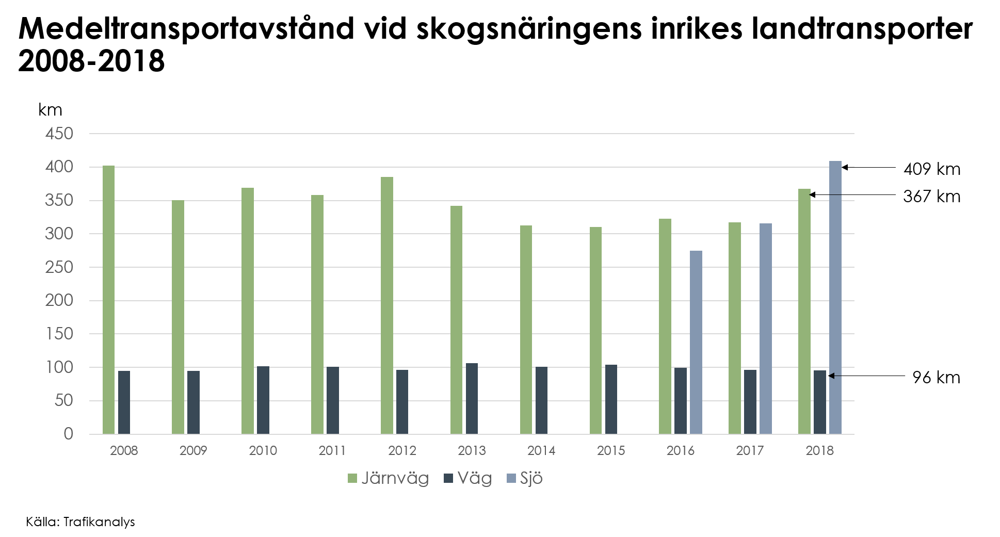 Medeltransportavstånd vid skogsnäringens inrikes landtransporter
2008-2018
km
450
400
350
300
250
200
150
100
50
0
409 km
367 km
96 km
2008 2009 2010 2011 2012 2013 2014 2015 2016 2017 2018
Järnväg Väg Sjö
Källa: Trafikanalys